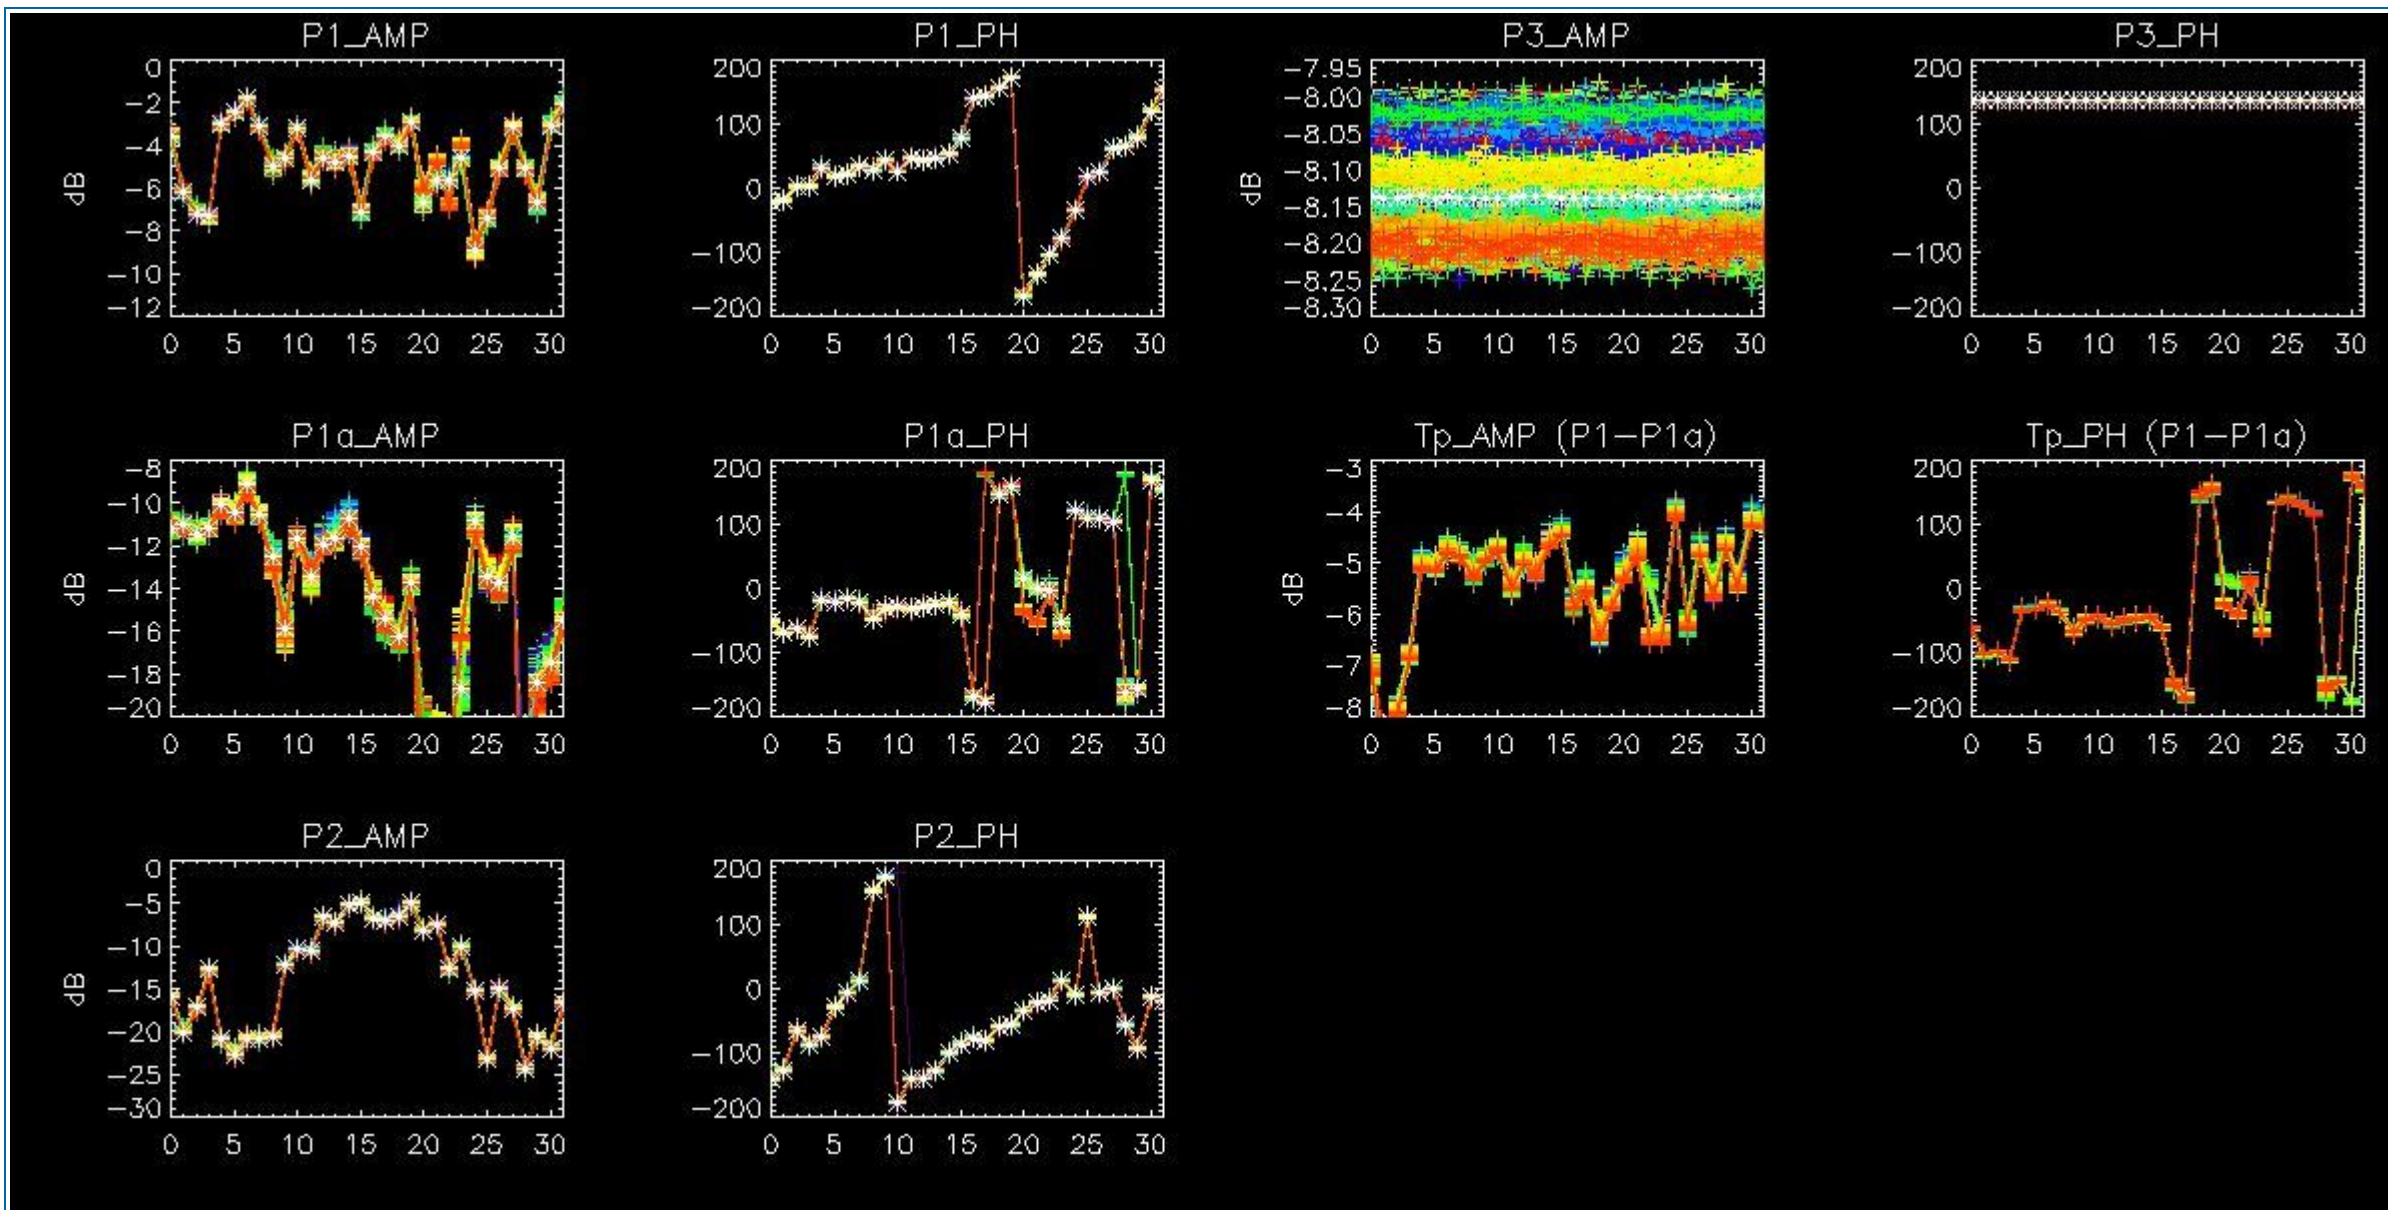 P1_AMP P1_PH P3_AMP P3_PH
0 200 −7.95 200
−2 −8.00
100 −8.05 100
−4
dB −6 0 dB −8.10 0
−8.15
−8 −100 −8.20 −100
−10 −8.25
−12 −200 −8.30 −200
0 5 10 15 20 25 30 0 5 10 15 20 25 30 0 5 10 15 20 25 30 0 5 10 15 20 25 30
P1a_AMP P1a_PH Tp_AMP (P1−P1a) Tp_PH (P1−P1a)
−8 200 −3 200
−10 100 −4 100
−12
dB −14 0 dB −5 0
−16 −6
−100 −100
−18 −7
−20 −200 −8 −200
0 5 10 15 20 25 30 0 5 10 15 20 25 30 0 5 10 15 20 25 30 0 5 10 15 20 25 30
P2_AMP P2_PH
0 200
−5 100
−10
dB −15 0
−20 −100
−25
−30 −200
0 5 10 15 20 25 30 0 5 10 15 20 25 30